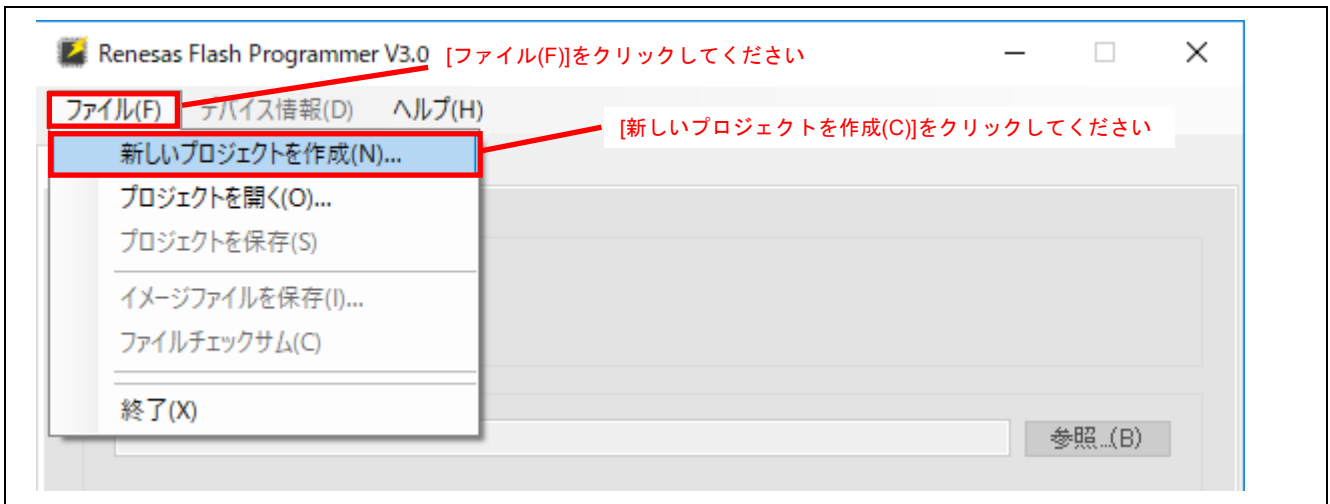 Renesas Flash Programmer V3.0
[ファイル(F)]をクリックしてください
ファイル(F) デバイス情報(D) ヘルプ(H)
[新しいプロジェクトを作成(C)]をクリックしてください
新しいプロジェクトを作成(N)...
プロジェクトを開く(O)...
プロジェクトを保存(S)
イメージファイルを保存(I)...
ファイルチェックサム(C)
終了(X)
参照...(B)